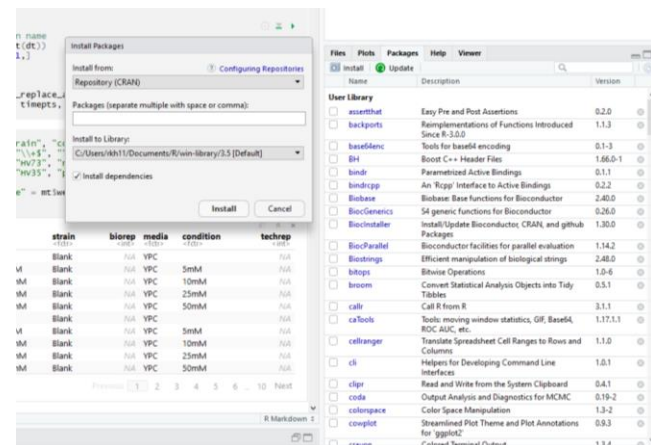 n name
t(dt))
1,]
_replace_a
timepts,
rain", "c
"\\+$", "
"HV73", "
"HV35", "
e" = mtiwe
Install Packages
Install from:
Configuring Repositories
Repository (CRAN)
Packages (separate multiple with space or comma):
Install to Library:
C:/Users/rkh11/Documents/R/win-library/3.5 [Default]
Install dependencies
Install Cancel
strain biorep media condition techrep
<fctr> <int> <fctr> <fctr> <int>
Blank NA YPC NA
M Blank NA YPC 5mM NA
mM Blank NA YPC 10mM NA
mM Blank NA YPC 25mM NA
mM Blank NA YPC 50mM NA
Blank NA YPC NA
M Blank NA YPC 5mM NA
mM Blank NA YPC 10mM NA
mM Blank NA YPC 25mM NA
mM Blank NA YPC 50mM NA
Previous 1 2 3 4 5 6 ... 10 Next
R Markdown
Files Plots Packages Help Viewer
Install Update
Name Description Version
User Library
assertthat Easy Pre and Post Assertions 0.2.0
backports Reimplementations of Functions Introduced Since R-3.0.0 1.1.3
base64enc Tools for base64 encoding 0.1-3
BH Boost C++ Header Files 1.66.0-1
bindr Parametrized Active Bindings 0.1.1
bindrcpp An 'Rcpp' Interface to Active Bindings 0.2.2
Biobase Biobase: Base functions for Bioconductor 2.40.0
BiocGenerics S4 generic functions for Bioconductor 0.26.0
BiocInstaller Install/Update Bioconductor, CRAN, and github Packages 1.30.0
BiocParallel Bioconductor facilities for parallel evaluation 1.14.2
Biostrings Efficient manipulation of biological strings 2.48.0
bitops Bitwise Operations 1.0-6
broom Convert Statistical Analysis Objects into Tidy Tibbles 0.5.1
callr Call R from R 3.1.1
caTools Tools: moving window statistics, GIF, Base64, ROC AUC, etc. 1.17.1.1
cellranger Translate Spreadsheet Cell Ranges to Rows and Columns 1.1.0
cli Helpers for Developing Command Line Interfaces 1.0.1
clipr Read and Write from the System Clipboard 0.4.1
coda Output Analysis and Diagnostics for MCMC 0.19-2
colorspace Color Space Manipulation 1.3-2
cowplot Streamlined Plot Theme and Plot Annotations for 'ggplot2' 0.9.3
crayon Colored Terminal Output 1.3.4